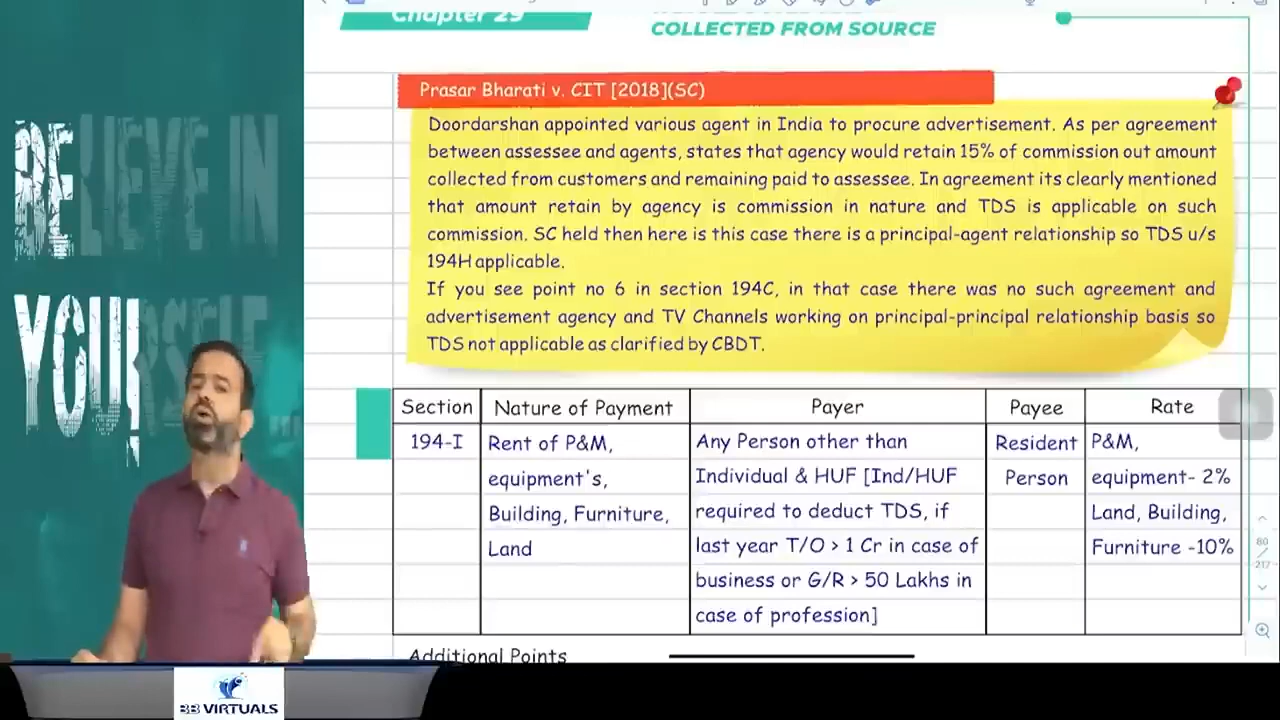 Chapter 29
COLLECTED FROM SOURCE
Prasar Bharati v. CIT [2018](SC)
Doordarshan appointed various agent in India to procure advertisement. As per agreement
between assessee and agents, states that agency would retain 15% of commission out amount
collected from customers and remaining paid to assessee. In agreement its clearly mentioned
that amount retain by agency is commission in nature and TDS is applicable on such
commission. SC held then here is this case there is a principal-agent relationship so TDS u/s
194H applicable.
If you see point no 6 in section 194C, in that case there was no such agreement and
advertisement agency and TV Channels working on principal-principal relationship basis so
TDS not applicable as clarified by CBDT.
Section Nature of Payment Payer Payee Rate
194-I Rent of P&M, Any Person other than Resident P&M,
equipment's, Individual & HUF [Ind/HUF Person equipment- 2%
Building, Furniture, required to deduct TDS, if Land, Building,
Land last year T/O > 1 Cr in case of Furniture -10%
business or G/R > 50 Lakhs in
case of profession]
Additional Points
80
217
BELIEVE IN
YOURSELF
BB VIRTUALS